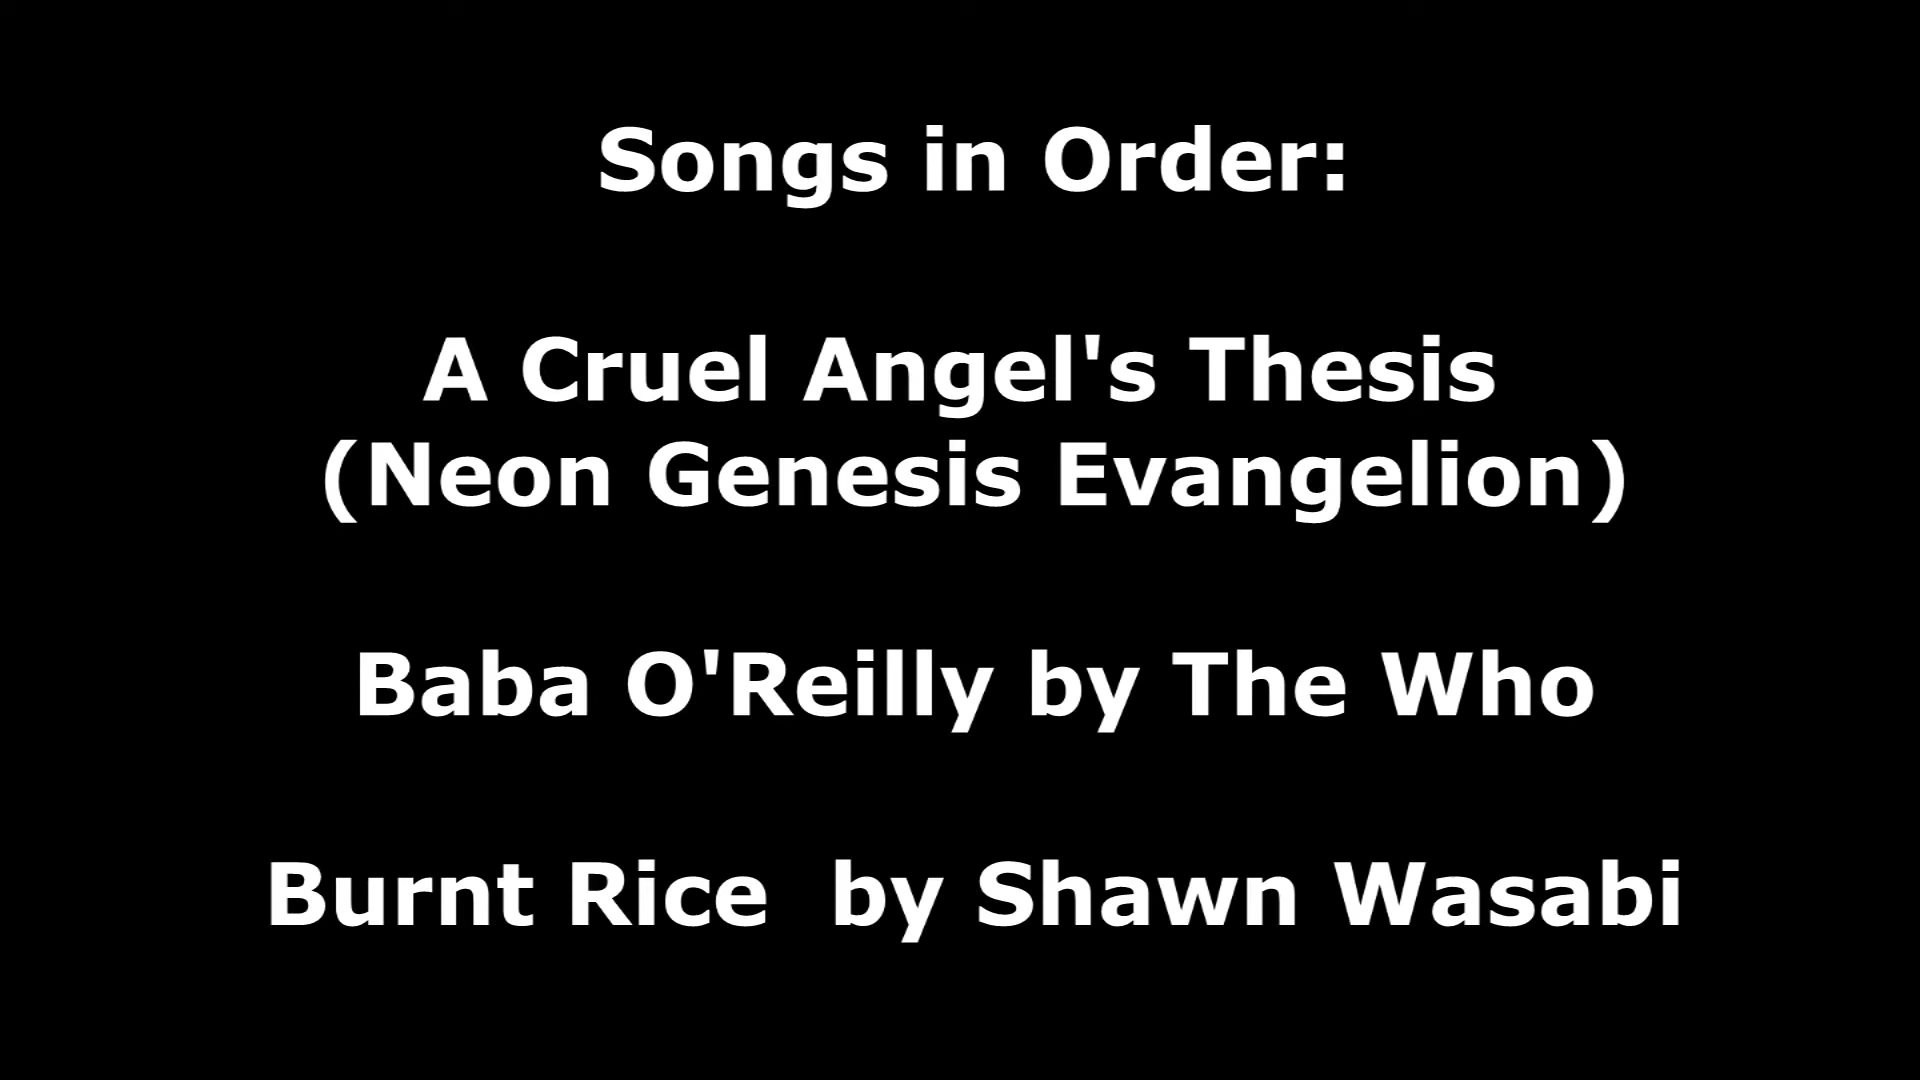 Songs in Order:
A Cruel Angel's Thesis
(Neon Genesis Evangelion)
Baba O'Reilly by The Who
Burnt Rice  by Shawn Wasabi